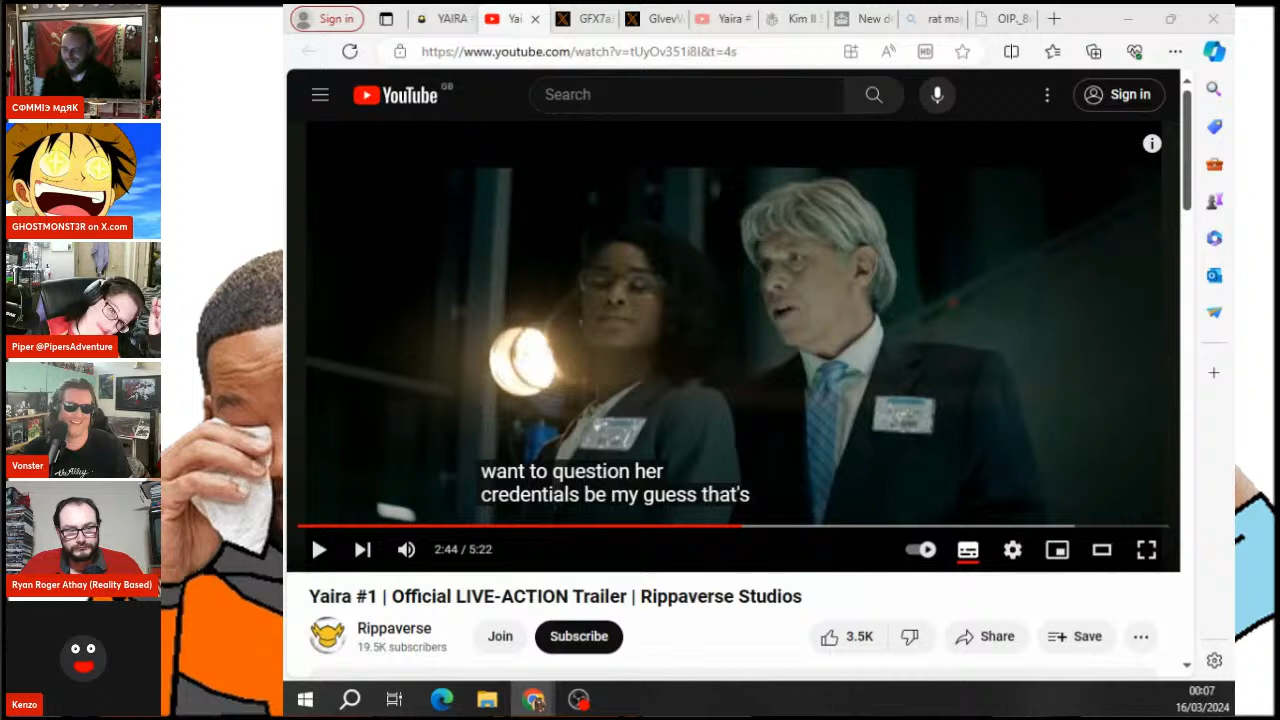 Sign in
YAIRA
Yai
GFX7a
GlvevV
Yaira #
Kim Il S
New d
rat ma
OIP_8
https://www.youtube.com/watch?v=tUyOv351i8I&t=4s
YouTube GB
Search
Sign in
СФММIЭ мдяK
GHOSTMONST3R on X.com
Piper @PipersAdventure
Vonster
Ryan Roger Athay (Reality Based)
Kenzo
want to question her
credentials be my guess that's
2:44 / 5:22
Yaira #1 | Official LIVE-ACTION Trailer | Rippaverse Studios
Rippaverse
19.5K subscribers
Join
Subscribe
3.5K
Share
Save
00:07
16/03/2024